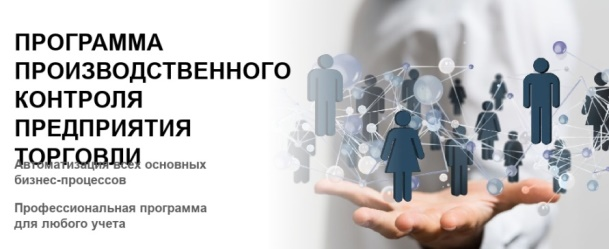 ПРОГРАММА
ПРОИЗВОДСТВЕННОГО
КОНТРОЛЯ
ПРЕДПРИЯТИЯ
ТОРГОВЛИ
Автоматизация всех основных
бизнес-процессов
Профессиональная программа
для любого учета